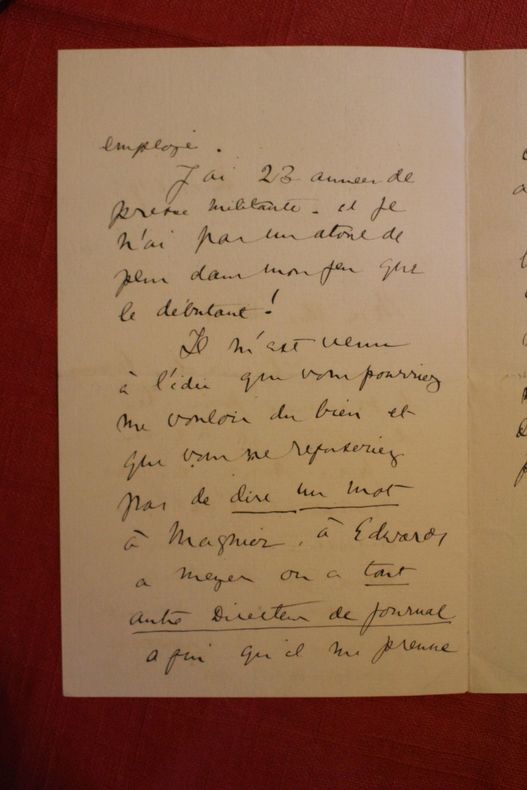 employé.
J'ai 23 années de
presse militante. et je
n'ai pas un atome de
plus dans mon jeu que
le débutant!
Il m'est venu
à l'idée que vous pourriez
me vouloir du bien et
que vous ne refuseriez
pas de dire un mot
à Magnier, à Edwards
a Meyer ou a tout
autre Directeur de journal
afin qu'il me prenne